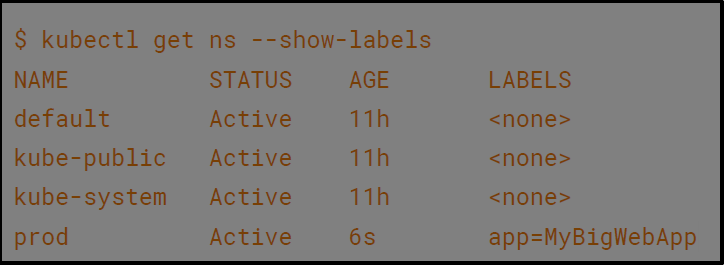 $ kubectl get ns --show-labels
NAME STATUS AGE LABELS
default Active 11h <none>
kube-public Active 11h <none>
kube-system Active 11h <none>
prod Active 6s app=MyBigWebApp